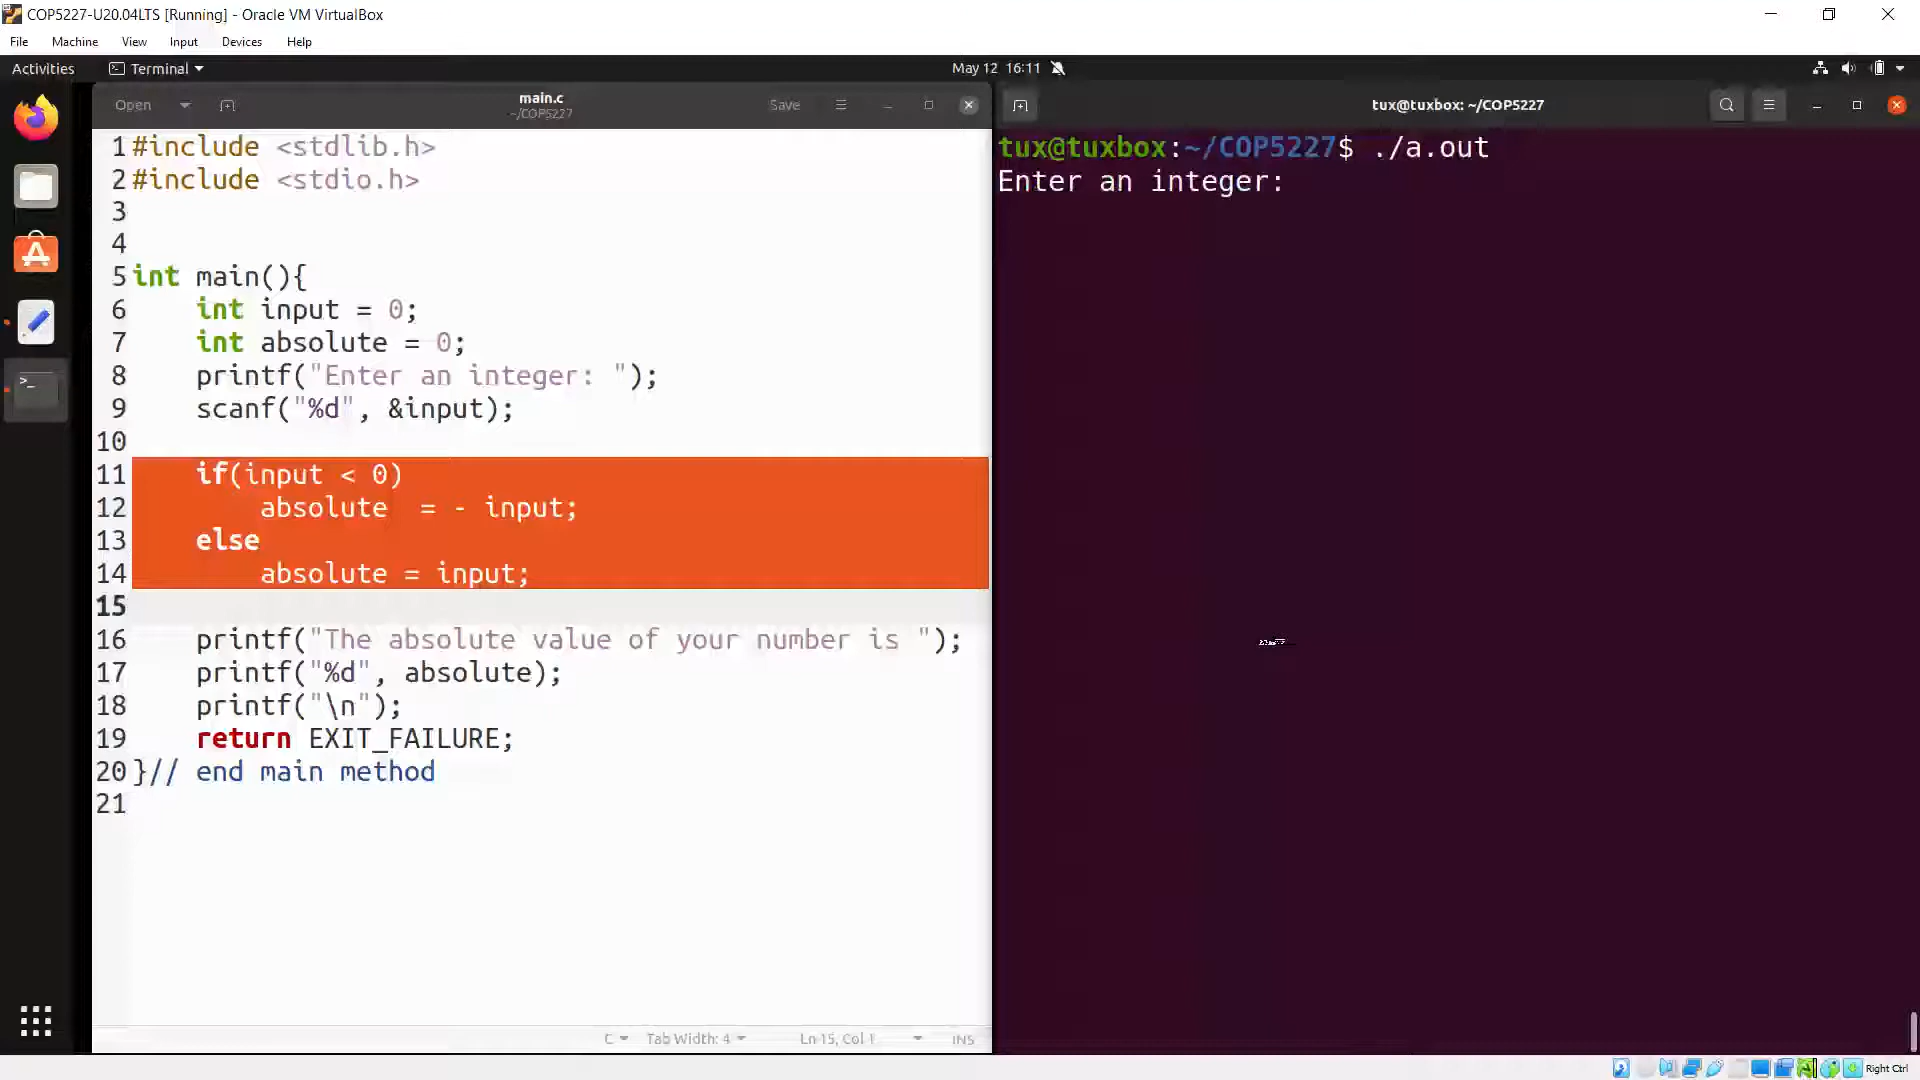 COP5227-U20.04LTS [Running] - Oracle VM VirtualBox
File Machine View Input Devices Help
Activities Terminal May 12 16:11
Open main.c Save
~/COP5227
tux@tuxbox: ~/COP5227
1 #include <stdlib.h>
2 #include <stdio.h>
3
4
5 int main(){
6     int input = 0;
7     int absolute = 0;
8     printf("Enter an integer: ");
9     scanf("%d", &input);
10
11     if(input < 0)
12         absolute  = - input;
13     else
14         absolute = input;
15
16     printf("The absolute value of your number is ");
17     printf("%d", absolute);
18     printf("\n");
19     return EXIT_FAILURE;
20 }// end main method
21
C Tab Width: 4 Ln 15, Col 1 INS
tux@tuxbox:~/COP5227$ ./a.out
Enter an integer:
Right Ctrl